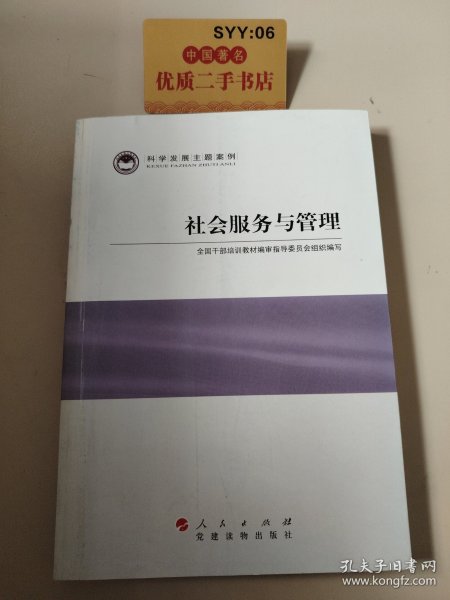 SYY:06
中国著名
优质二手书店
科学发展主题案例
KEXUE FAZHAN ZHUTI ANLI
社会服务与管理
全国干部培训教材编审指导委员会组织编写
人民出版社
党建读物出版社
孔夫子旧书网
www.kongfz.com